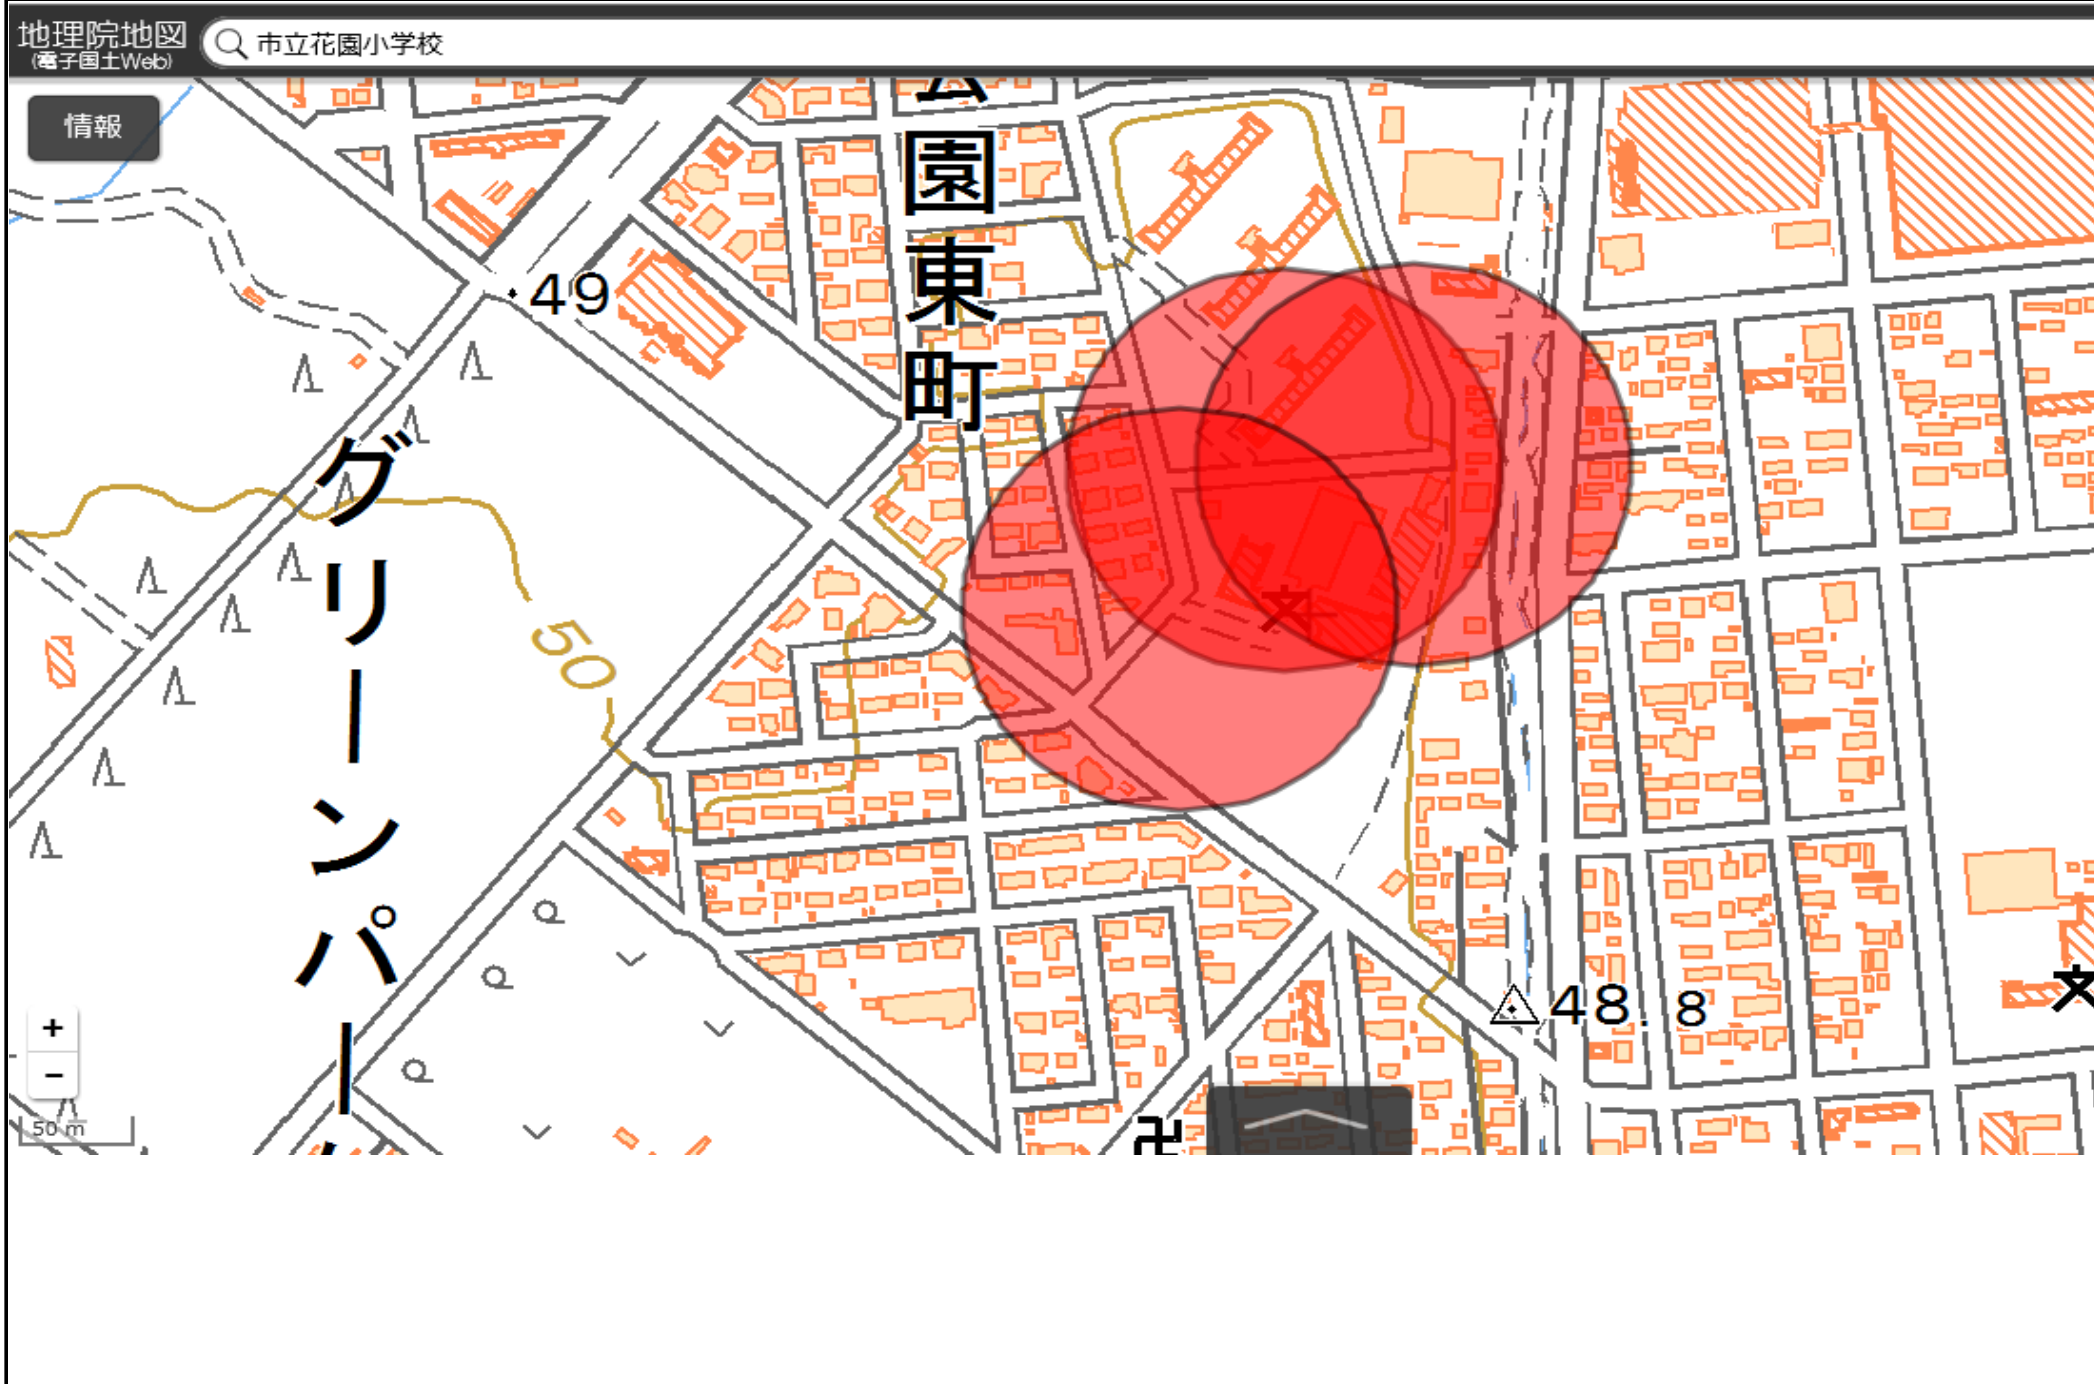 地理院地図
(電子国土Web)
市立花園小学校
情報
園東町
49
グリーンパー
50
48.8
+
−
50 m